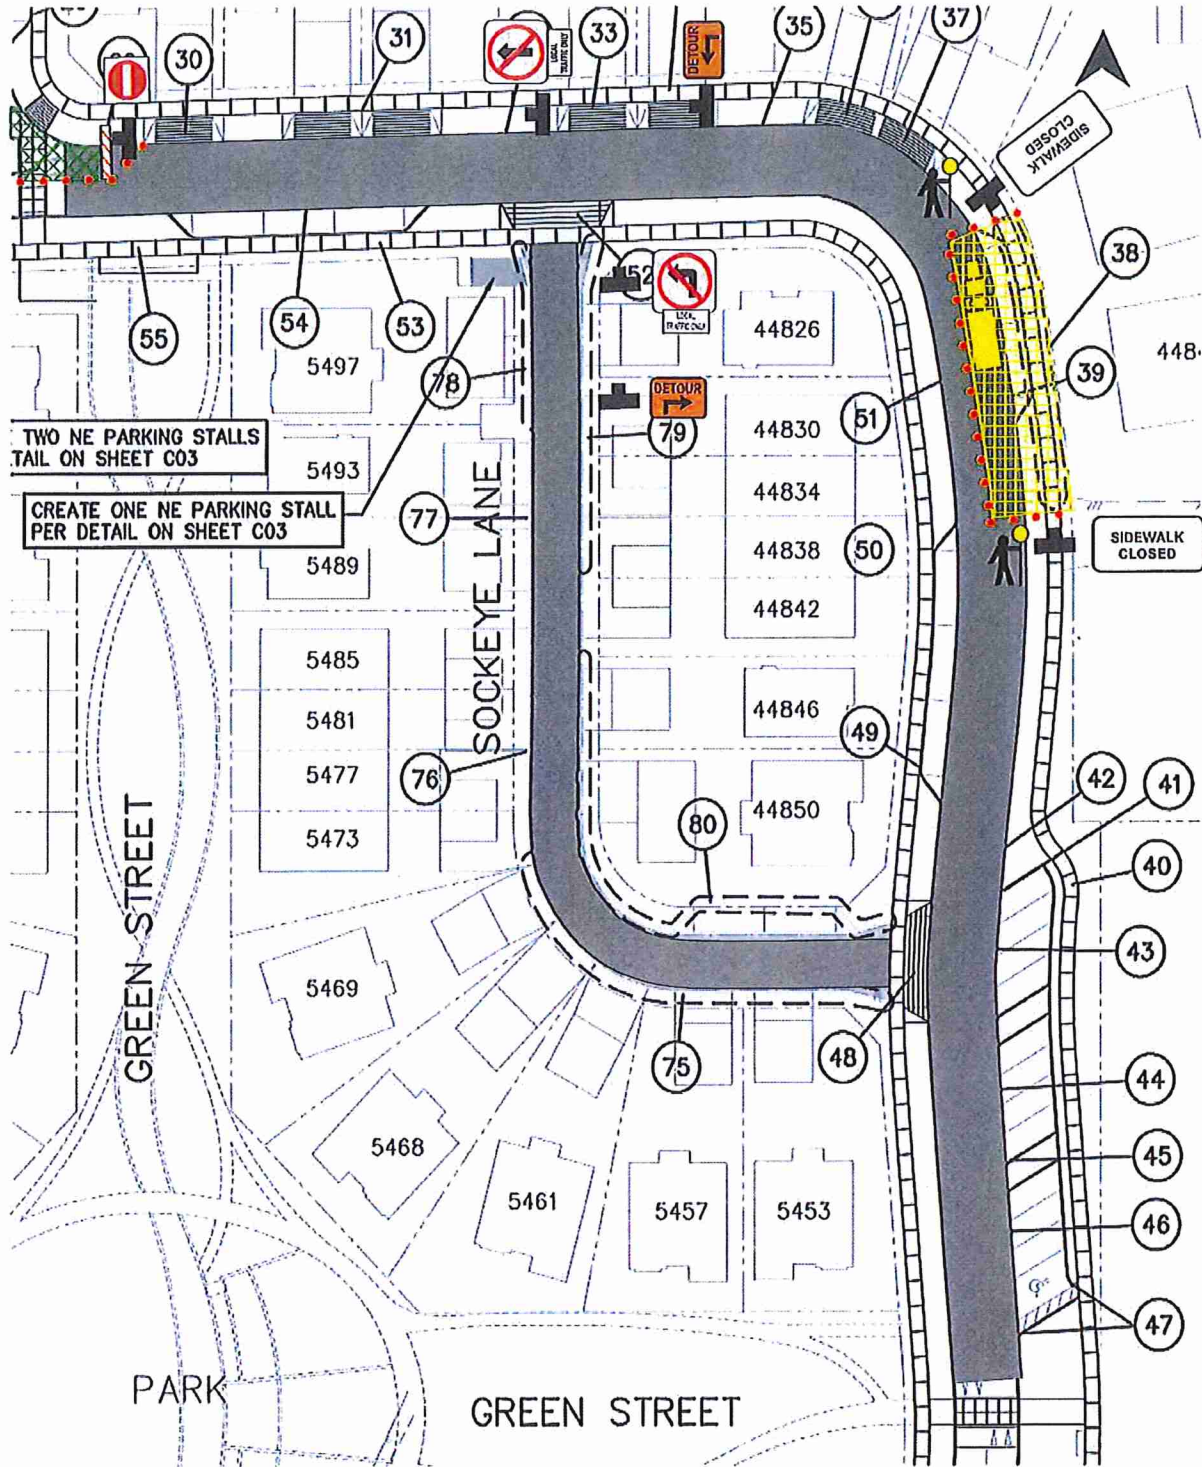 30
31
33
35
37
LOCAL
TRAFFIC ONLY
DETOUR
SIDEWALK
CLOSED
38
39
448
55
54
53
52
LOCAL
TRAFFIC ONLY
44826
5497
78
DETOUR
79
44830
51
TWO NE PARKING STALLS
TAIL ON SHEET C03
5493
44834
CREATE ONE NE PARKING STALL
PER DETAIL ON SHEET C03
77
SOCKEYE LANE
44838
50
SIDEWALK
CLOSED
5489
44842
5485
5481
44846
49
5477
76
42
41
5473
44850
80
40
GREEN STREET
43
5469
75
48
44
5468
45
5461
5457
5453
46
47
PARK
GREEN STREET